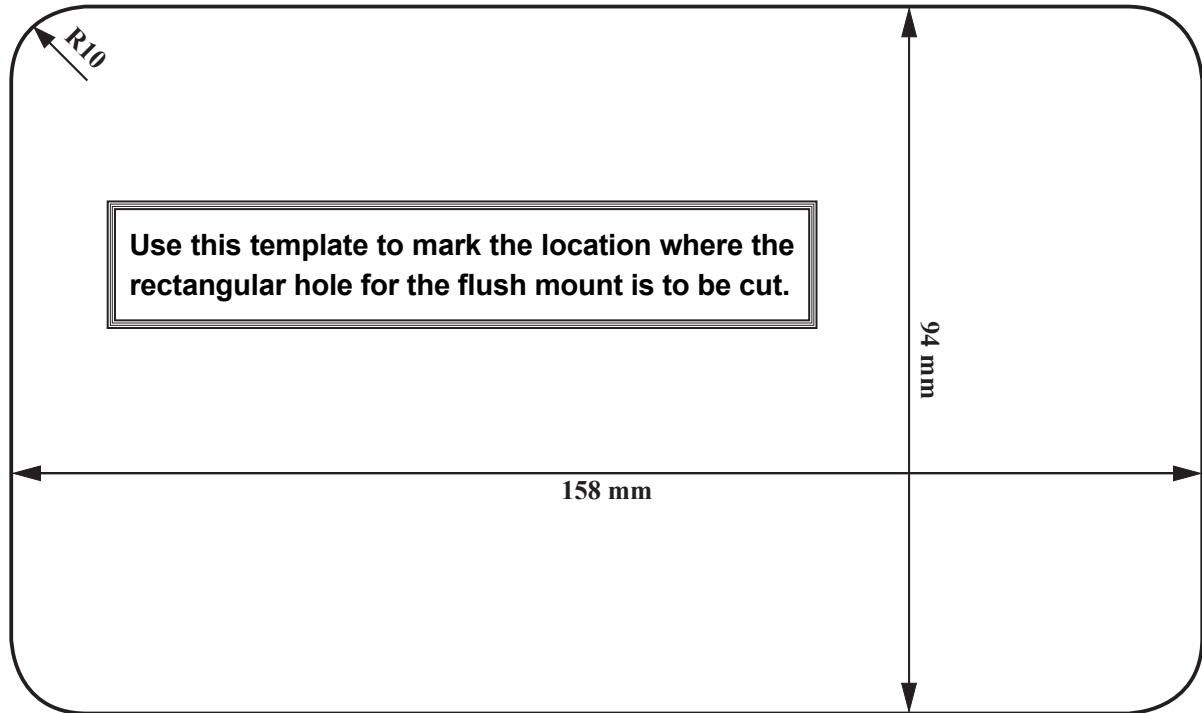 R10
Use this template to mark the location where the
rectangular hole for the flush mount is to be cut.
94 mm
158 mm